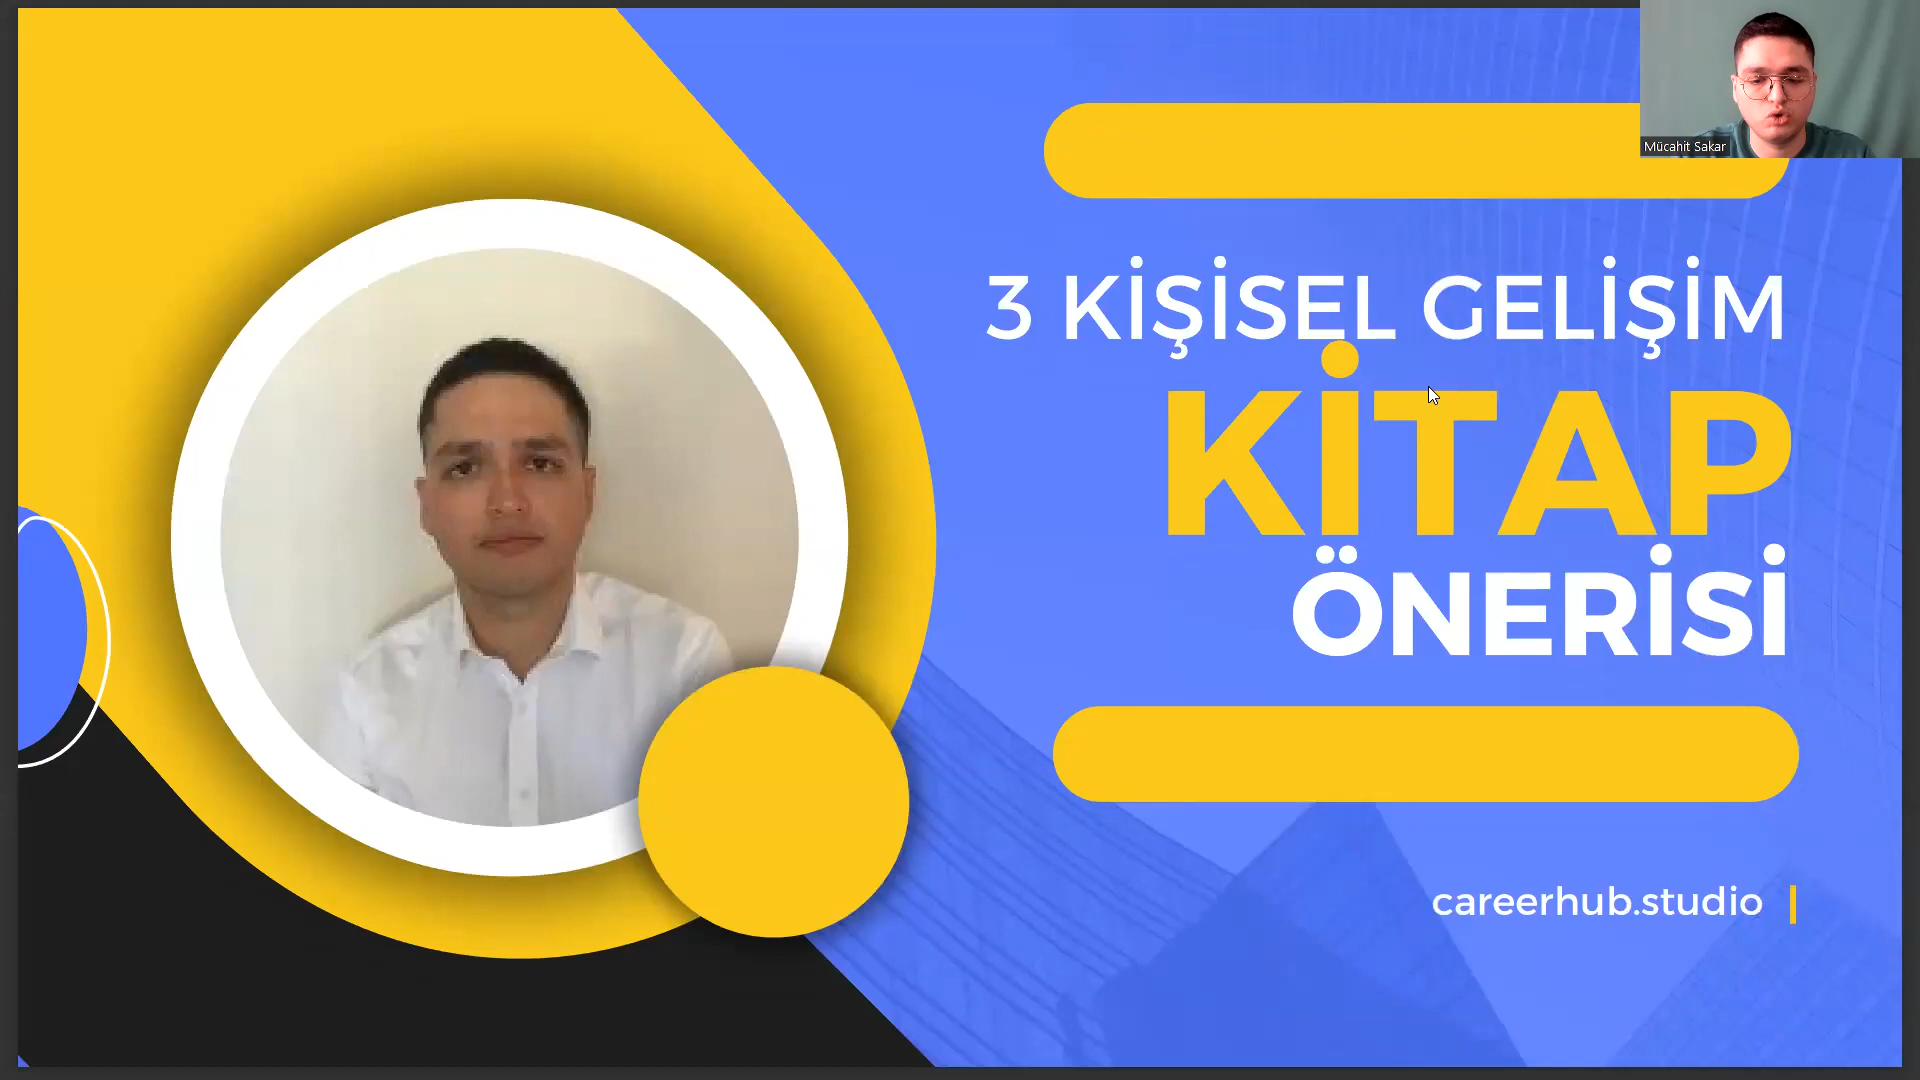 Mücahit Sakar
3 KİŞİSEL GELİŞİM
KİTAP
ÖNERİSİ
careerhub.studio